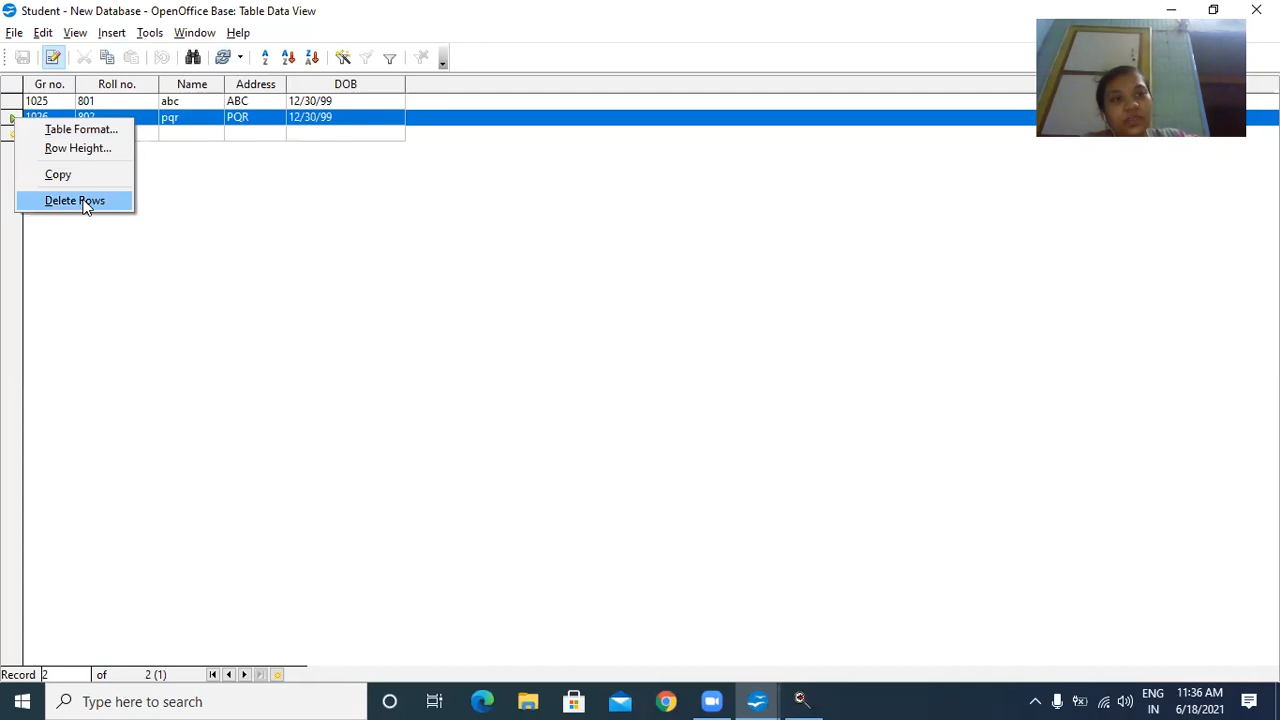 Student - New Database - OpenOffice Base: Table Data View
File Edit View Insert Tools Window Help
Gr no. Roll no. Name Address DOB
1025 801 abc ABC 12/30/99
1026 802 pqr PQR 12/30/99
Table Format...
Row Height...
Copy
Delete Rows
Record 2 of 2 (1)
Type here to search
ENG 11:36 AM
IN 6/18/2021